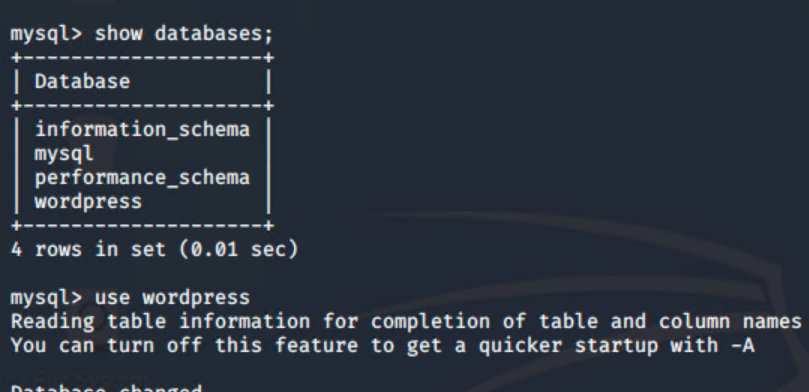 mysql> show databases;
+--------------------+
| Database           |
+--------------------+
| information_schema |
| mysql              |
| performance_schema |
| wordpress          |
+--------------------+
4 rows in set (0.01 sec)
mysql> use wordpress
Reading table information for completion of table and column names
You can turn off this feature to get a quicker startup with -A
Database changed